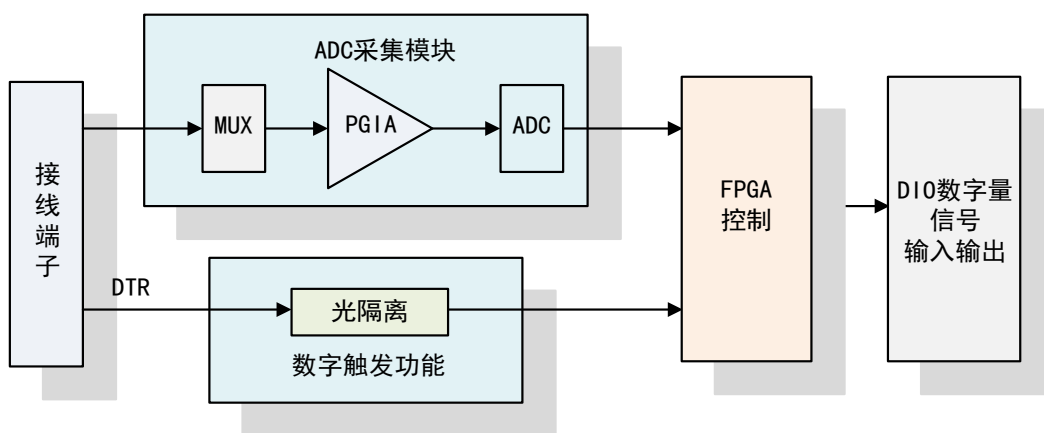 ADC采集模块
MUX
PGIA
ADC
接
线
端
子
FPGA
控制
DIO数字量
信号
输入输出
DTR
光隔离
数字触发功能